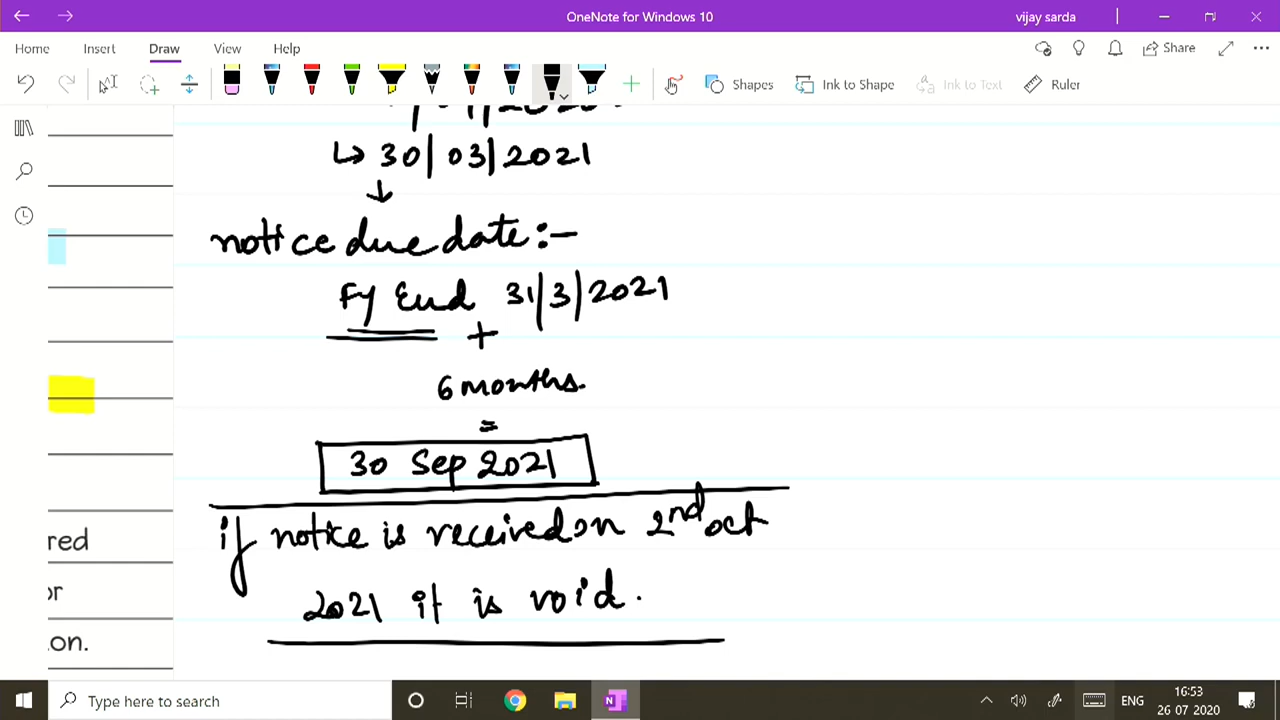 OneNote for Windows 10
vijay sarda
Home Insert Draw View Help
Share
Shapes
Ink to Shape
Ink to Text
Ruler
↳ 30/03/2021
↓
notice due date:-
Fy End 31/3/2021
+
6 months.
=
30 Sep 2021
if notice is received on 2nd oct
2021 it is void.
red
or
on.
Type here to search
ENG
16:53
26-07-2020